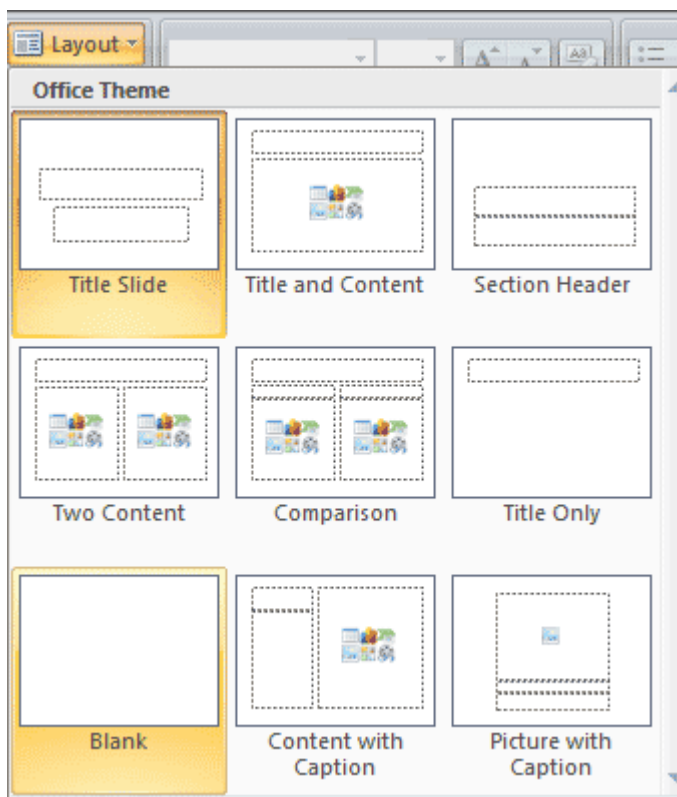 Layout
Office Theme
Title Slide
Title and Content
Section Header
Two Content
Comparison
Title Only
Blank
Content with
Caption
Picture with
Caption